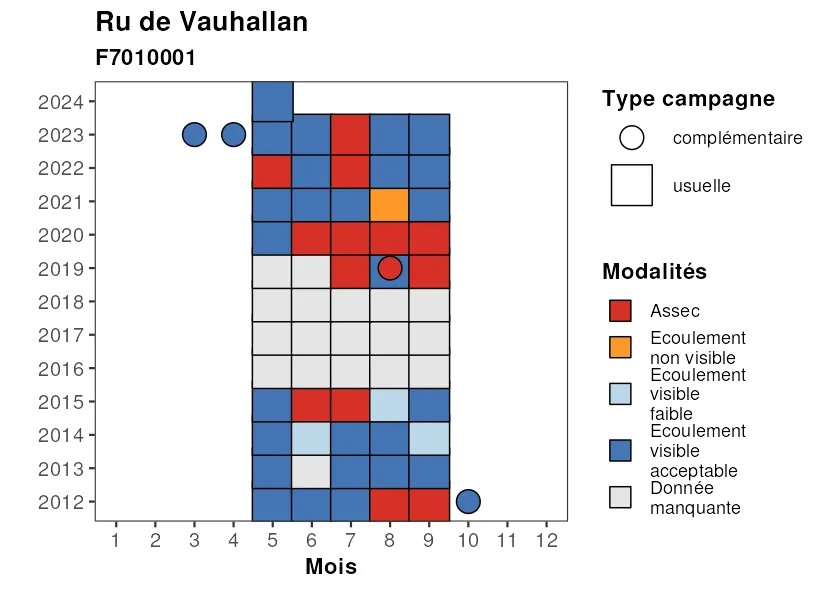 Ru de Vauhallan
F7010001
2024
2023
2022
2021
2020
2019
2018
2017
2016
2015
2014
2013
2012
1 2 3 4 5 6 7 8 9 10 11 12
Mois
Type campagne
complémentaire
usuelle
Modalités
Assec
Ecoulement
non visible
Ecoulement
visible
faible
Ecoulement
visible
acceptable
Donnée
manquante